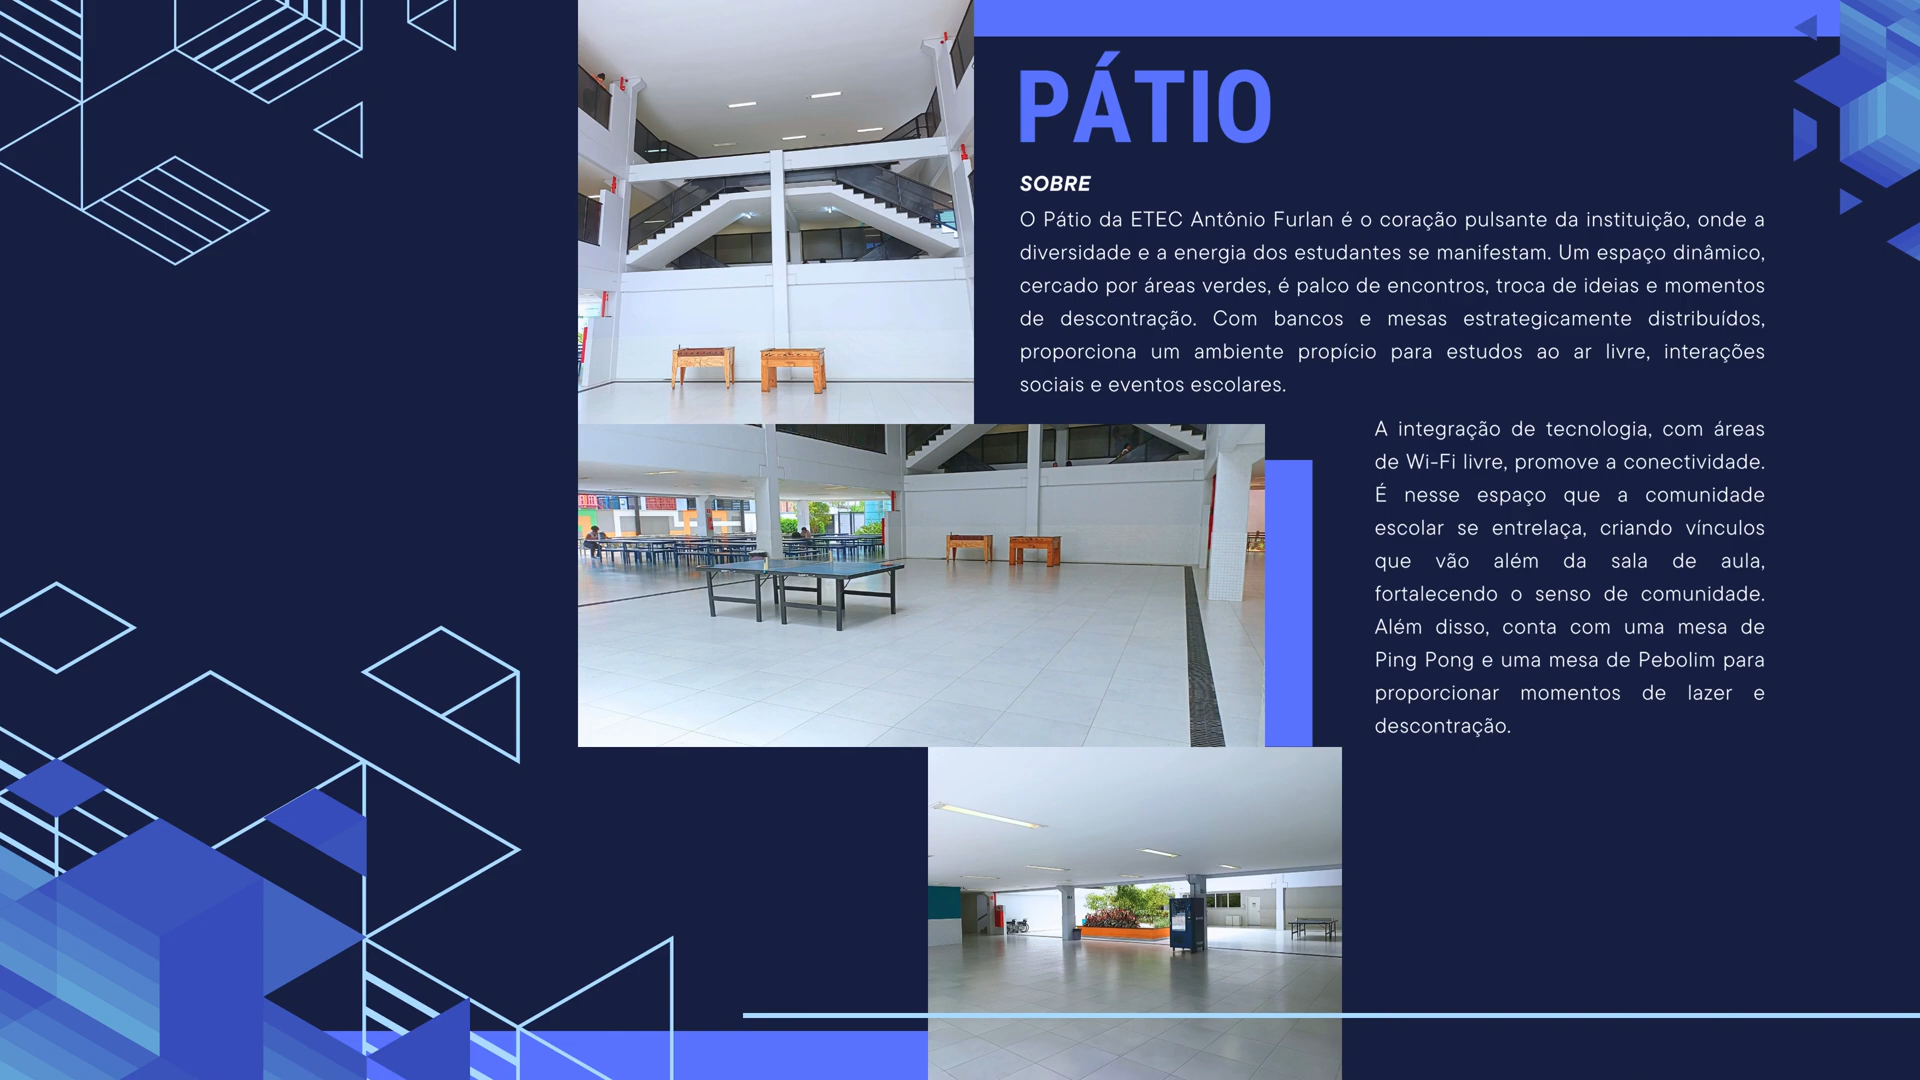 PÁTIO
SOBRE
O Pátio da ETEC Antônio Furlan é o coração pulsante da instituição, onde a
diversidade e a energia dos estudantes se manifestam. Um espaço dinâmico,
cercado por áreas verdes, é palco de encontros, troca de ideias e momentos
de descontração. Com bancos e mesas estrategicamente distribuídos,
proporciona um ambiente propício para estudos ao ar livre, interações
sociais e eventos escolares.
A integração de tecnologia, com áreas
de Wi-Fi livre, promove a conectividade.
É nesse espaço que a comunidade
escolar se entrelaça, criando vínculos
que vão além da sala de aula,
fortalecendo o senso de comunidade.
Além disso, conta com uma mesa de
Ping Pong e uma mesa de Pebolim para
proporcionar momentos de lazer e
descontração.